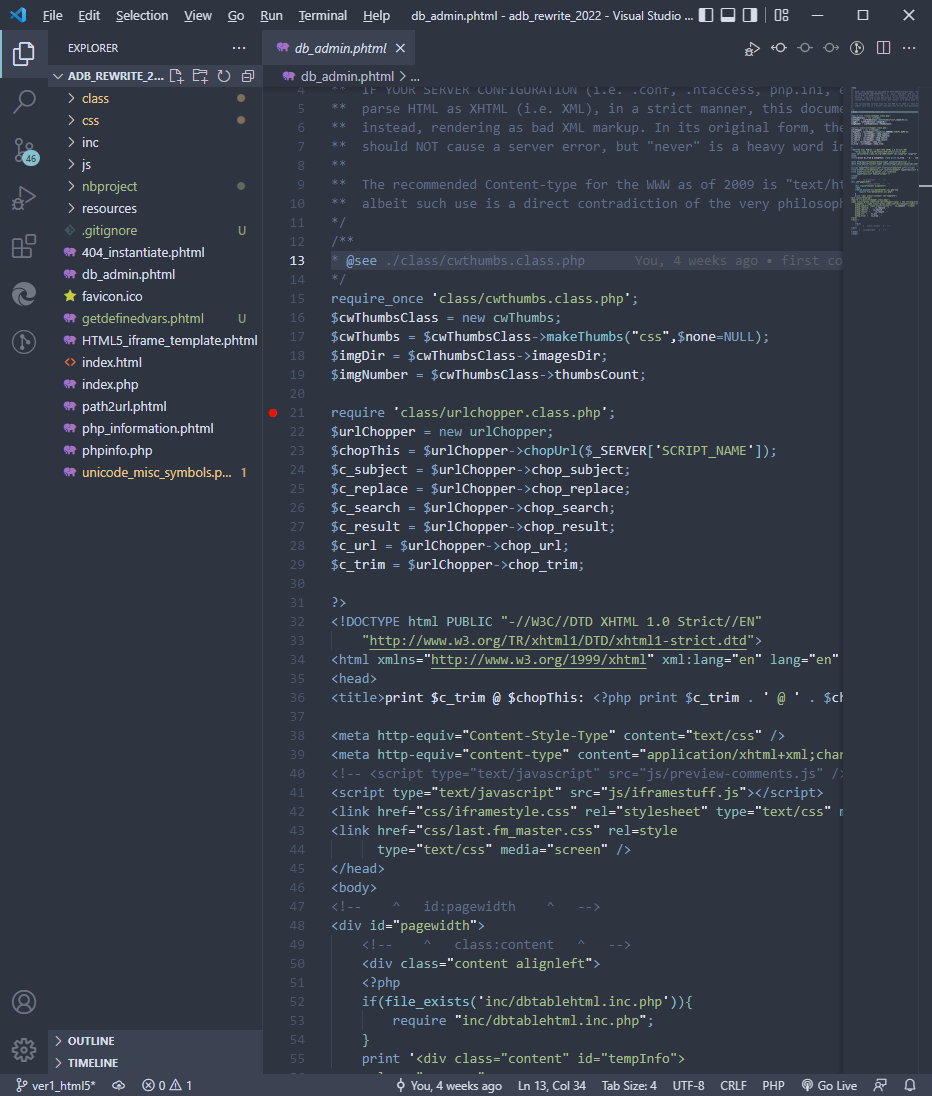 File Edit Selection View Go Run Terminal Help db_admin.phtml - adb_rewrite_2022 - Visual Studio ...
EXPLORER
ADB_REWRITE_2...
class
css
inc
js
nbproject
resources
.gitignore U
404_instantiate.phtml
db_admin.phtml
favicon.ico
getdefinedvars.phtml U
HTML5_iframe_template.phtml
index.html
index.php
path2url.phtml
php_information.phtml
phpinfo.php
unicode_misc_symbols.p... 1
OUTLINE
TIMELINE
46
db_admin.phtml
db_admin.phtml > ...
4 ** IF YOUR SERVER CONFIGURATION (i.e. .conf, .htaccess, php.ini, e
5 ** parse HTML as XHTML (i.e. XML), in a strict manner, this docum
6 ** instead, rendering as bad XML markup. In its original form, the
7 ** should NOT cause a server error, but "never" is a heavy word in
8 **
9 ** The recommended Content-type for the WWW as of 2009 is "text/ht
10 ** albeit such use is a direct contradiction of the very philosoph
11 */
12 /**
13 * @see ./class/cwthumbs.class.php You, 4 weeks ago • first co
14 */
15 require_once 'class/cwthumbs.class.php';
16 $cwThumbsClass = new cwThumbs;
17 $cwThumbs = $cwThumbsClass->makeThumbs("css",$none=NULL);
18 $imgDir = $cwThumbsClass->imagesDir;
19 $imgNumber = $cwThumbsClass->thumbsCount;
20
21 require 'class/urlchopper.class.php';
22 $urlChopper = new urlChopper;
23 $chopThis = $urlChopper->chopUrl($_SERVER['SCRIPT_NAME']);
24 $c_subject = $urlChopper->chop_subject;
25 $c_replace = $urlChopper->chop_replace;
26 $c_search = $urlChopper->chop_search;
27 $c_result = $urlChopper->chop_result;
28 $c_url = $urlChopper->chop_url;
29 $c_trim = $urlChopper->chop_trim;
30
31 ?>
32 <!DOCTYPE html PUBLIC "-//W3C//DTD XHTML 1.0 Strict//EN"
33 "http://www.w3.org/TR/xhtml1/DTD/xhtml1-strict.dtd">
34 <html xmlns="http://www.w3.org/1999/xhtml" xml:lang="en" lang="en"
35 <head>
36 <title>print $c_trim @ $chopThis: <?php print $c_trim . ' @ ' . $ch
37
38 <meta http-equiv="Content-Style-Type" content="text/css" />
39 <meta http-equiv="content-type" content="application/xhtml+xml;char
40 <!-- <script type="text/javascript" src="js/preview-comments.js" />
41 <script type="text/javascript" src="js/iframestuff.js"></script>
42 <link href="css/iframestyle.css" rel="stylesheet" type="text/css" m
43 <link href="css/last.fm_master.css" rel=style
44 type="text/css" media="screen" />
45 </head>
46 <body>
47 <!-- ^ id:pagewidth ^ -->
48 <div id="pagewidth">
49 <!-- ^ class:content ^ -->
50 <div class="content alignleft">
51 <?php
52 if(file_exists('inc/dbtablehtml.inc.php')){
53 require "inc/dbtablehtml.inc.php";
54 }
55 print '<div class="content" id="tempInfo">
ver1_html5* 0 1 You, 4 weeks ago Ln 13, Col 34 Tab Size: 4 UTF-8 CRLF PHP Go Live